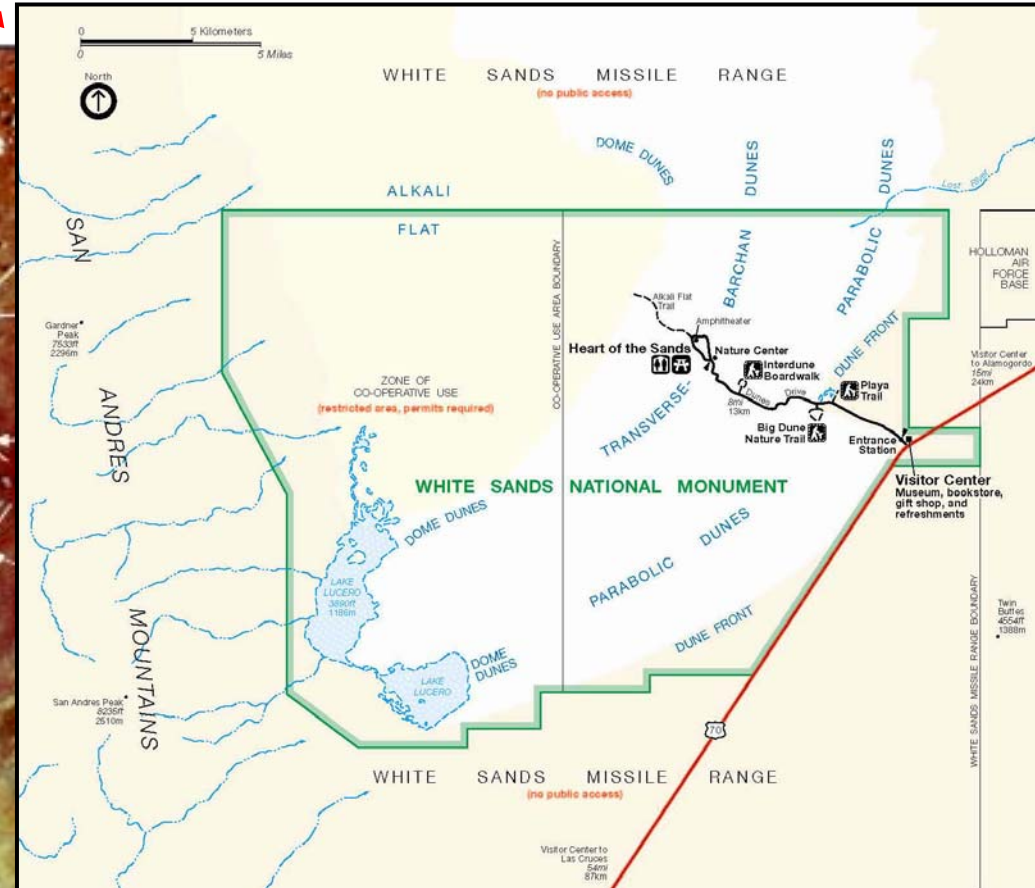 0 5 Kilometers
0 5 Miles
North
WHITE SANDS MISSILE RANGE
(no public access)
DOME DUNES
BARCHAN DUNES
PARABOLIC DUNES
Lost River
ALKALI
FLAT
SAN
ANDRES
MOUNTAINS
CO-OPERATIVE USE AREA BOUNDARY
HOLLOMAN
AIR
FORCE
BASE
Gardner
Peak
7533ft
2296m
Alkali Flat
Trail
Amphitheater
Heart of the Sands
Nature Center
Interdune
Boardwalk
DUNE FRONT
Visitor Center
to Alamogordo
15mi
24km
ZONE OF
CO-OPERATIVE USE
(restricted area, permits required)
TRANSVERSE-
Dunes Drive
8mi
13km
Playa
Trail
Big Dune
Nature Trail
Entrance
Station
WHITE SANDS NATIONAL MONUMENT
Visitor Center
Museum, bookstore,
gift shop, and
refreshments
DOME DUNES
PARABOLIC DUNES
LAKE
LUCERO
3890ft
1186m
DUNE FRONT
Twin
Buttes
4554ft
1388m
WHITE SANDS MISSILE RANGE BOUNDARY
DOME
DUNES
LAKE
LUCERO
San Andres Peak
8235ft
2510m
70
WHITE SANDS MISSILE RANGE
(no public access)
Visitor Center to
Las Cruces
54mi
87km